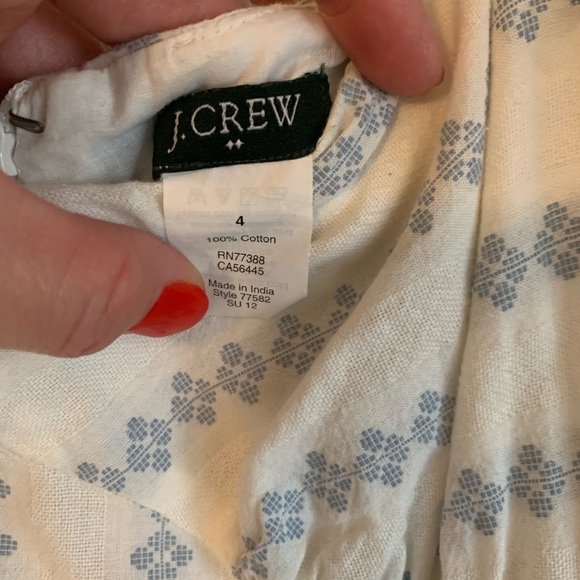 J.CREW
4
100% Cotton
RN77388
CA56445
Made in India
Style 77582
SU 12